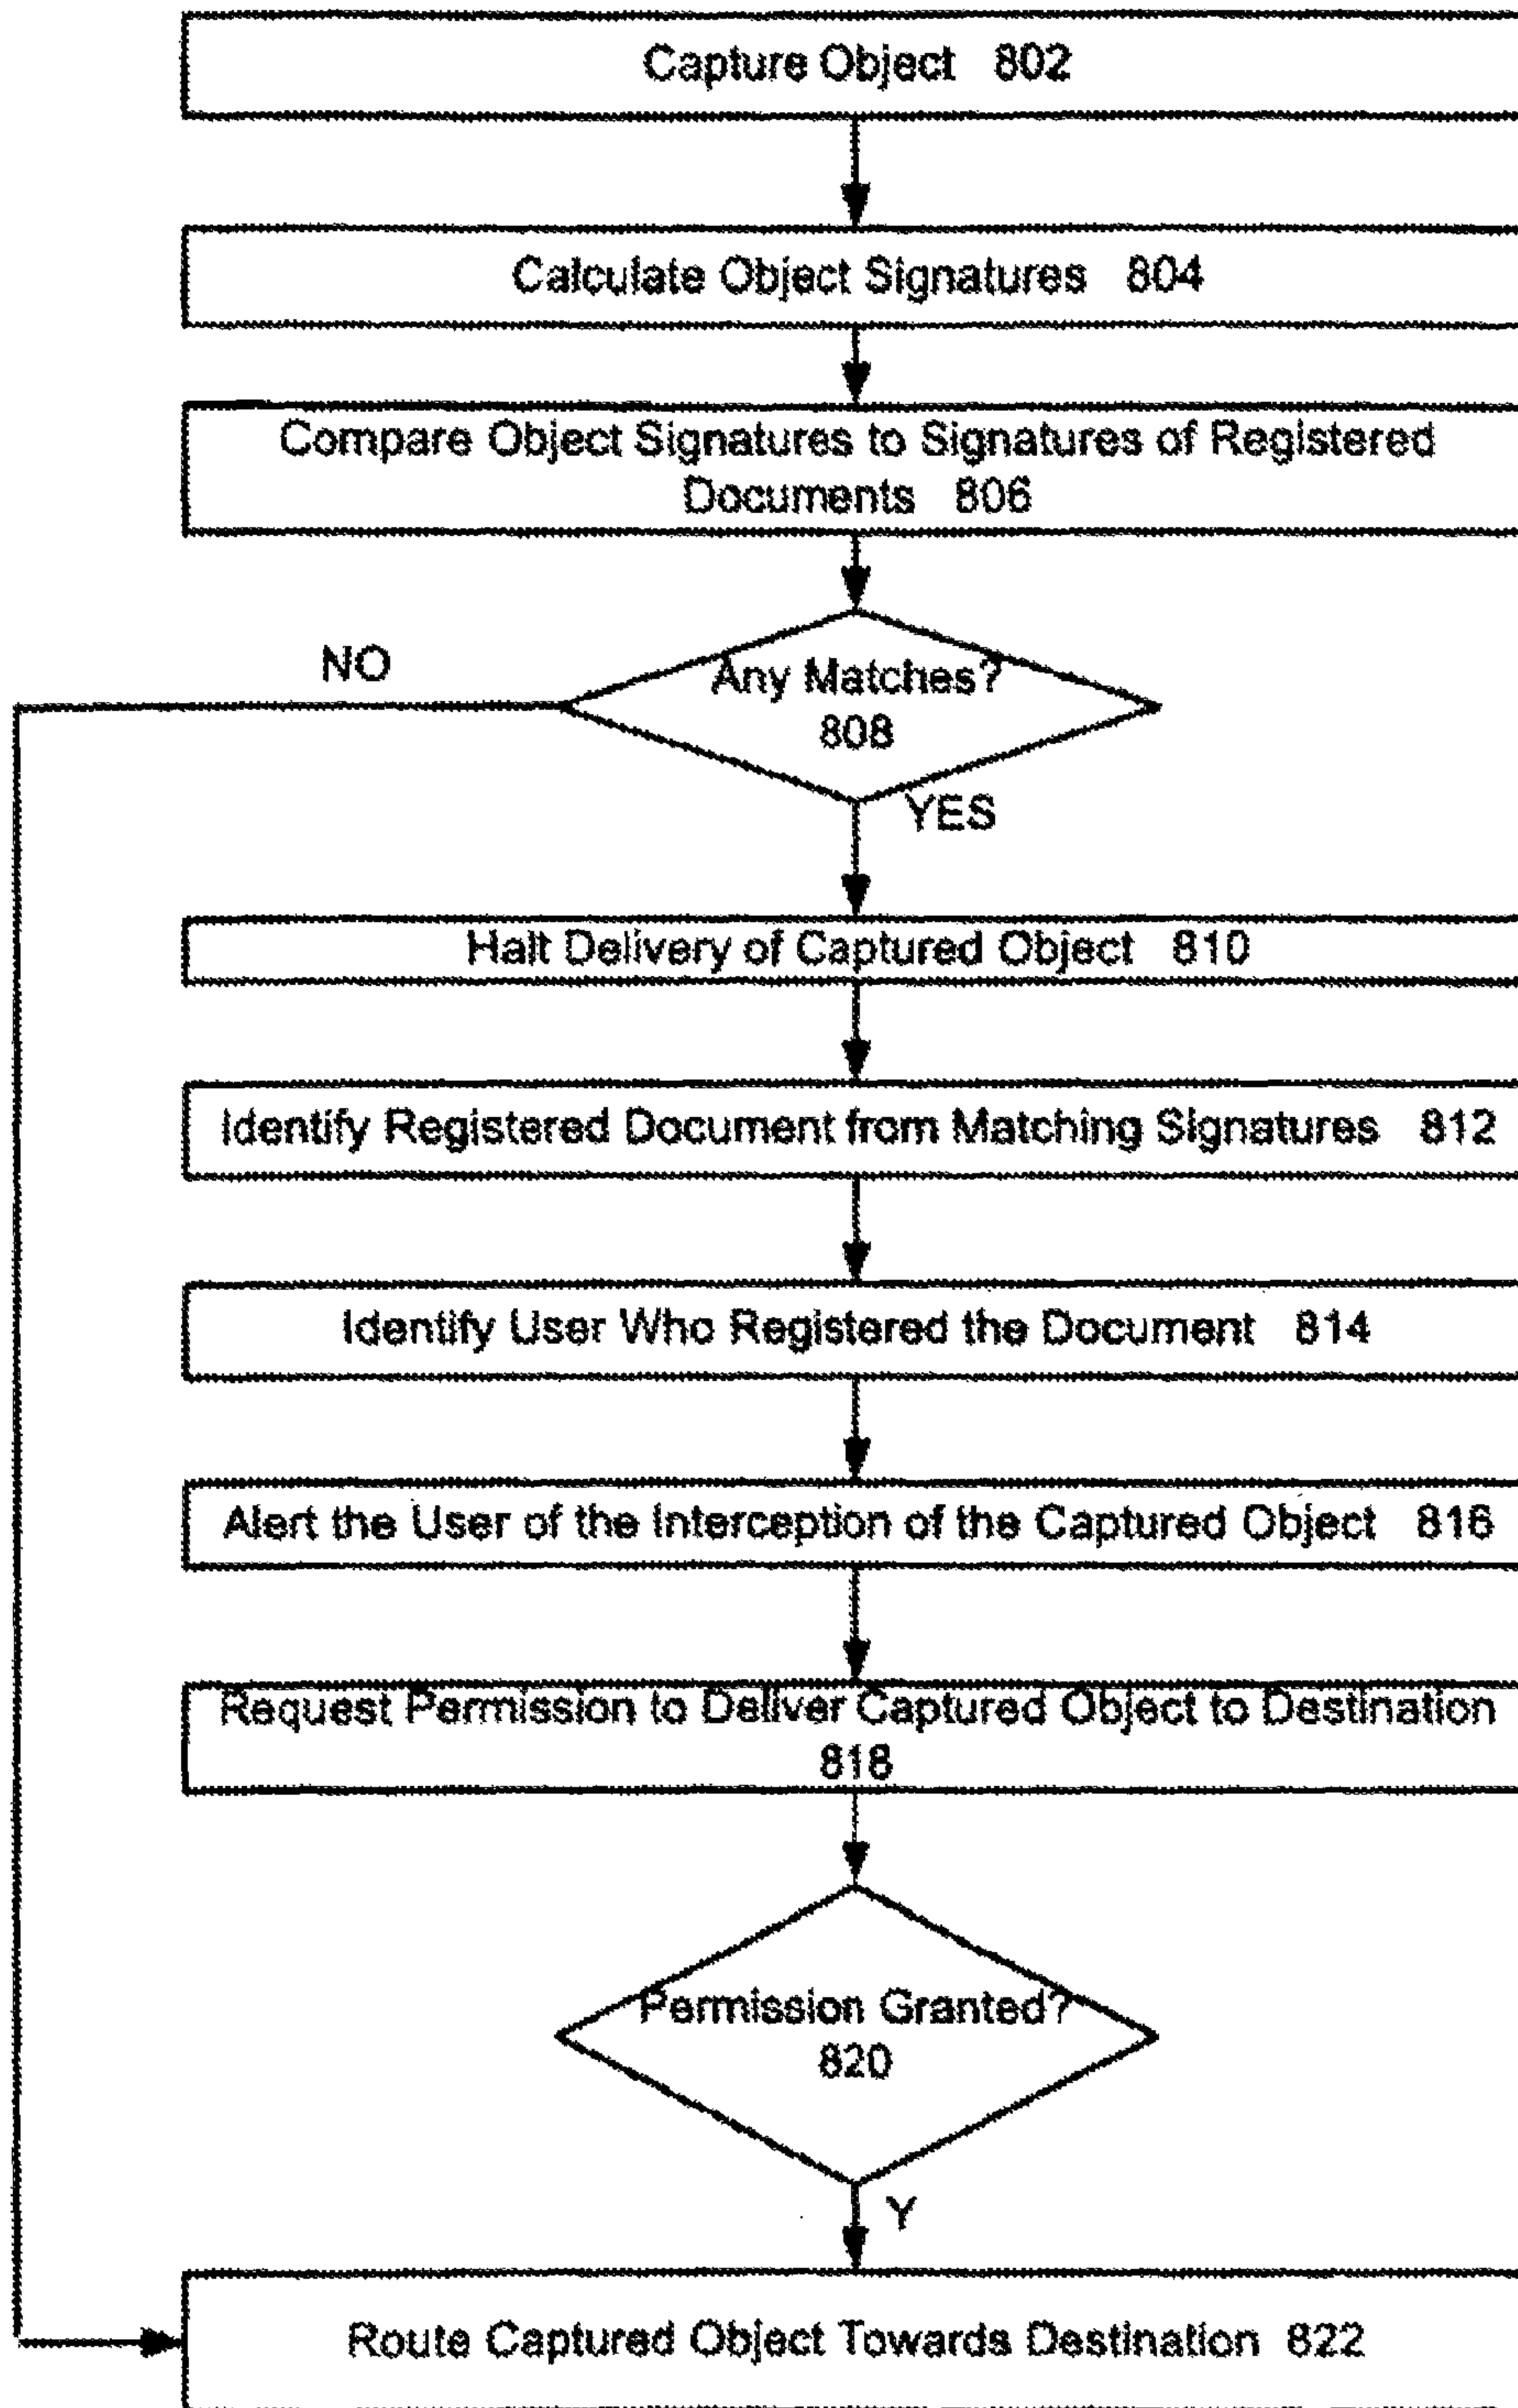 Capture Object 802
Calculate Object Signatures 804
Compare Object Signatures to Signatures of Registered
Documents 806
NO
Any Matches?
808
YES
Halt Delivery of Captured Object 810
Identify Registered Document from Matching Signatures 812
Identify User Who Registered the Document 814
Alert the User of the Interception of the Captured Object 816
Request Permission to Deliver Captured Object to Destination
818
Permission Granted?
820
Y
Route Captured Object Towards Destination 822